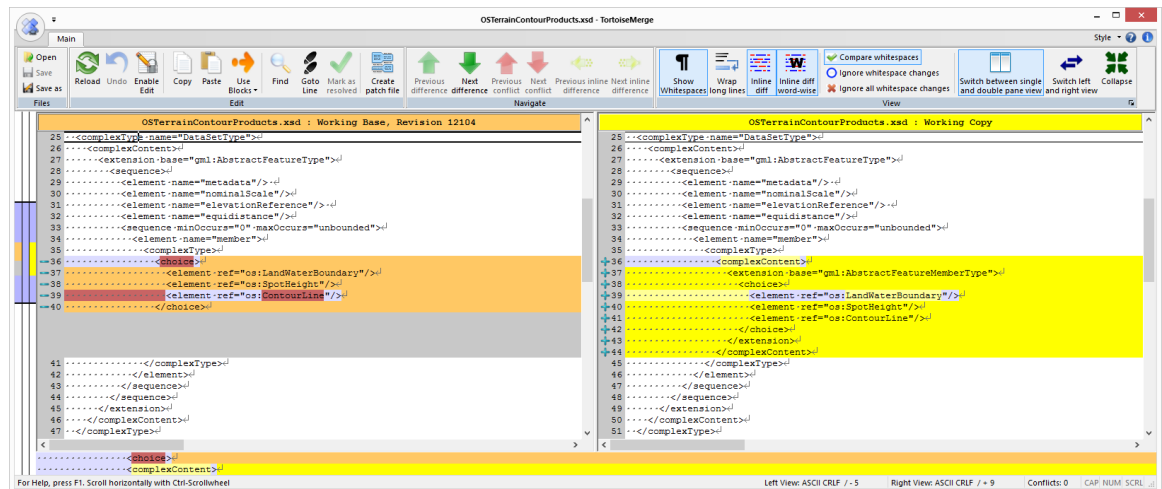 OSTerrainContourProducts.xsd - TortoiseMerge
Main
Style
Open
Save
Save as
Files
Reload
Undo
Enable Edit
Copy
Paste
Use Blocks
Find
Goto Line
Mark as resolved
Create patch file
Edit
Previous difference
Next difference
Previous conflict
Next conflict
Previous inline difference
Next inline difference
Navigate
Show Whitespaces
Wrap long lines
Inline diff
Inline diff word-wise
Compare whitespaces
Ignore whitespace changes
Ignore all whitespace changes
Switch between single and double pane view
Switch left and right view
Collapse
View
OSTerrainContourProducts.xsd : Working Base, Revision 12104
25 ··<complexType·name="DataSetType">
26 ····<complexContent>
27 ······<extension·base="gml:AbstractFeatureType">
28 ········<sequence>
29 ··········<element·name="metadata"/>·
30 ··········<element·name="nominalScale"/>
31 ··········<element·name="elevationReference"/>·
32 ··········<element·name="equidistance"/>
33 ··········<sequence·minOccurs="0"·maxOccurs="unbounded">
34 ············<element·name="member">
35 ··············<complexType>
36 ················<choice>
37 ··················<element·ref="os:LandWaterBoundary"/>
38 ··················<element·ref="os:SpotHeight"/>
39 ··················<element·ref="os:ContourLine"/>
40 ················</choice>
41 ··············</complexType>
42 ············</element>
43 ··········</sequence>
44 ········</sequence>
45 ······</extension>
46 ····</complexContent>
47 ··</complexType>
OSTerrainContourProducts.xsd : Working Copy
25 ··<complexType·name="DataSetType">
26 ····<complexContent>
27 ······<extension·base="gml:AbstractFeatureType">
28 ········<sequence>
29 ··········<element·name="metadata"/>·
30 ··········<element·name="nominalScale"/>
31 ··········<element·name="elevationReference"/>·
32 ··········<element·name="equidistance"/>
33 ··········<sequence·minOccurs="0"·maxOccurs="unbounded">
34 ············<element·name="member">
35 ··············<complexType>
36 ················<complexContent>
37 ··················<extension·base="gml:AbstractFeatureMemberType">
38 ····················<choice>
39 ······················<element·ref="os:LandWaterBoundary"/>
40 ······················<element·ref="os:SpotHeight"/>
41 ······················<element·ref="os:ContourLine"/>
42 ····················</choice>
43 ··················</extension>
44 ················</complexContent>
45 ··············</complexType>
46 ············</element>
47 ··········</sequence>
48 ········</sequence>
49 ······</extension>
50 ····</complexContent>
51 ··</complexType>
················<choice>
················<complexContent>
For Help, press F1. Scroll horizontally with Ctrl-Scrollwheel
Left View: ASCII CRLF / - 5
Right View: ASCII CRLF / + 9
Conflicts: 0
CAP NUM SCRL